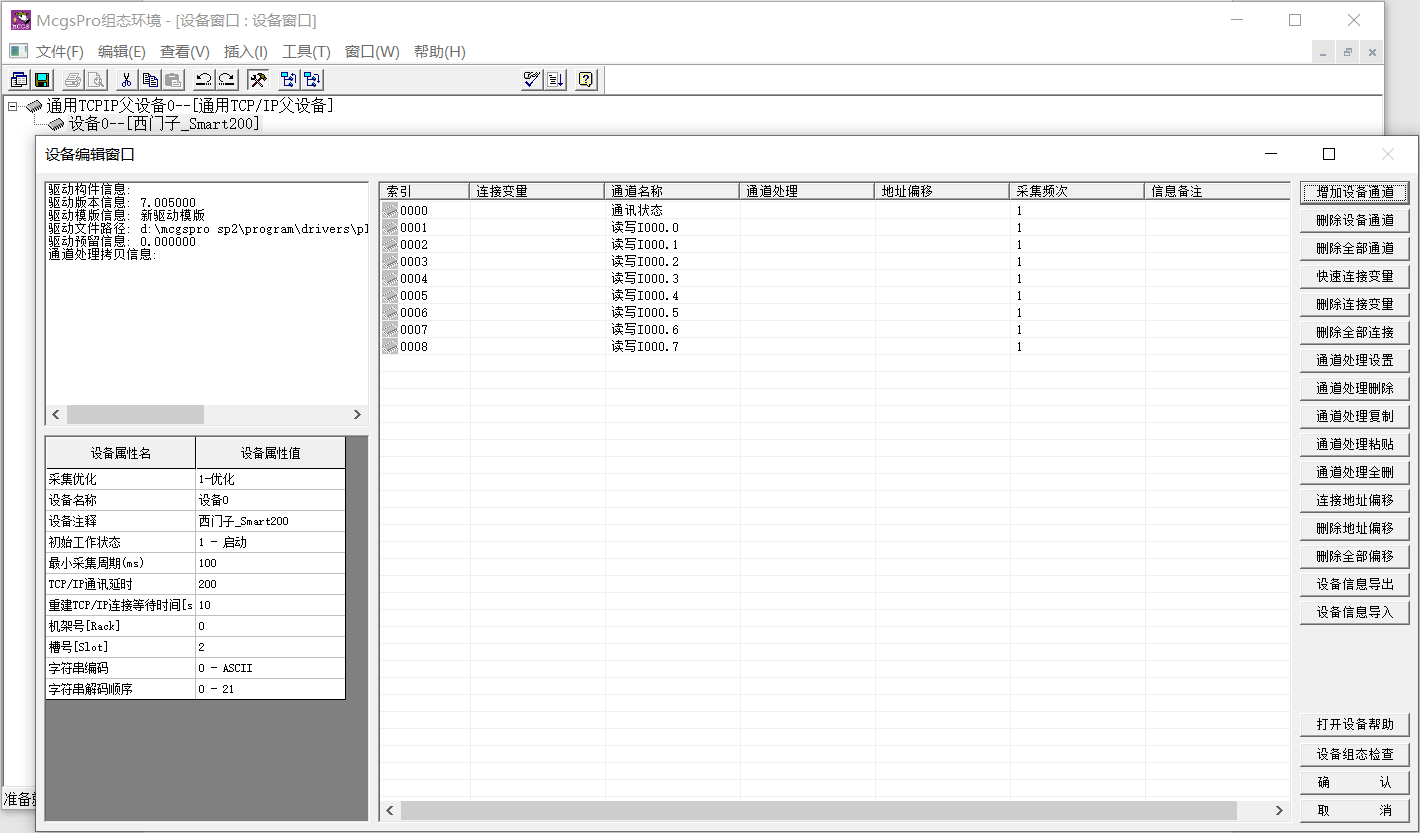 McgsPro组态环境 - [设备窗口 : 设备窗口]
文件(F) 编辑(E) 查看(V) 插入(I) 工具(T) 窗口(W) 帮助(H)
通用TCPIP父设备0--[通用TCP/IP父设备]
设备0--[西门子_Smart200]
设备编辑窗口
驱动构件信息:
驱动版本信息: 7.005000
驱动模版信息: 新驱动模版
驱动文件路径: d:\mcgspro sp2\program\drivers\pl
驱动预留信息: 0.000000
通道处理拷贝信息:
设备属性名 设备属性值
采集优化 1-优化
设备名称 设备0
设备注释 西门子_Smart200
初始工作状态 1 - 启动
最小采集周期(ms) 100
TCP/IP通讯延时 200
重建TCP/IP连接等待时间[s 10
机架号[Rack] 0
槽号[Slot] 2
字符串编码 0 - ASCII
字符串解码顺序 0 - 21
索引 连接变量 通道名称 通道处理 地址偏移 采集频次 信息备注
0000 通讯状态 1
0001 读写I000.0 1
0002 读写I000.1 1
0003 读写I000.2 1
0004 读写I000.3 1
0005 读写I000.4 1
0006 读写I000.5 1
0007 读写I000.6 1
0008 读写I000.7 1
增加设备通道
删除设备通道
删除全部通道
快速连接变量
删除连接变量
删除全部连接
通道处理设置
通道处理删除
通道处理复制
通道处理粘贴
通道处理全删
连接地址偏移
删除地址偏移
删除全部偏移
设备信息导出
设备信息导入
打开设备帮助
设备组态检查
确 认
取 消
准备